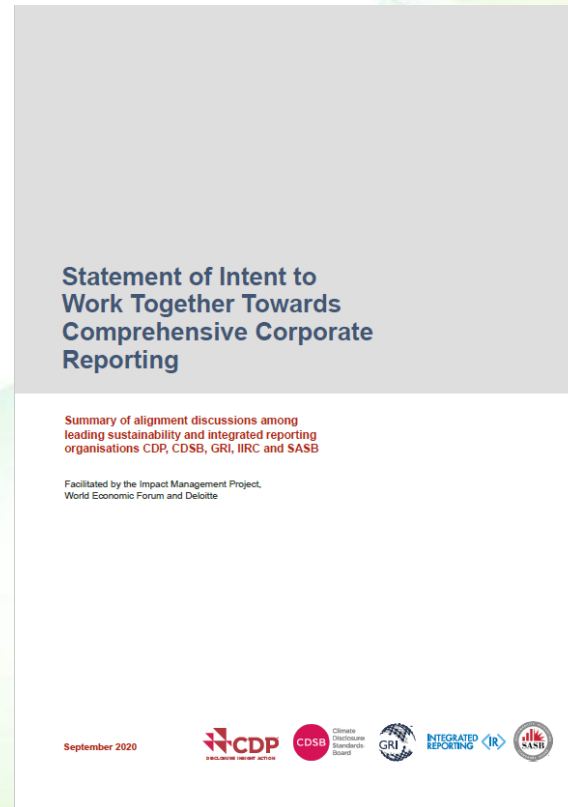 Statement of Intent to
Work Together Towards
Comprehensive Corporate
Reporting
Summary of alignment discussions among
leading sustainability and integrated reporting
organisations CDP, CDSB, GRI, IIRC and SASB
Facilitated by the Impact Management Project,
World Economic Forum and Deloitte
September 2020
CDP
DISCLOSURE INSIGHT ACTION
CDSB
Climate
Disclosure
Standards
Board
GRI
INTEGRATED
REPORTING <IR>
SASB